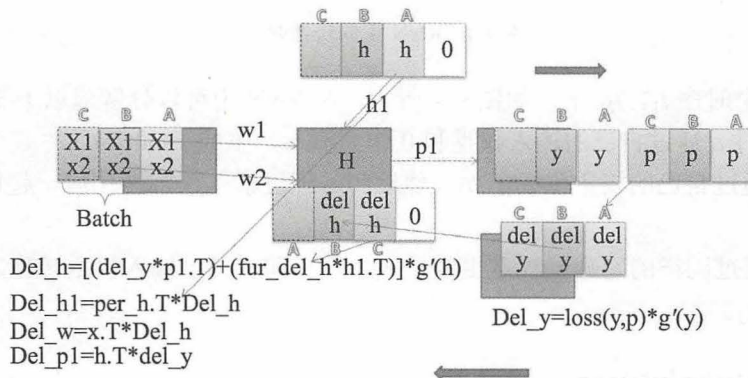 C B A
h h 0
h1
C B A
X1 X1 X1
x2 x2 x2
w1
w2
H
p1
y y
C B A
p p p
Batch
del del
h h 0
A B C
C B A
del del del
y y y
Del_h=[(del_y*p1.T)+(fur_del_h*h1.T)]*g'(h)
Del_h1=per_h.T*Del_h
Del_w=x.T*Del_h
Del_p1=h.T*del_y
Del_y=loss(y,p)*g'(y)